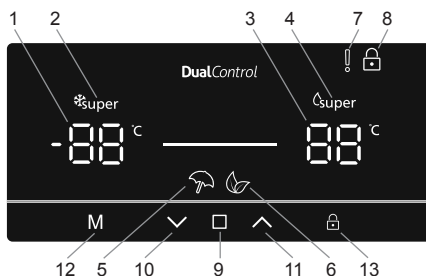 1 2 3 4 7 8
DualControl
super super
-88 °C 88 °C
M
12 5 10 9 11 6 13